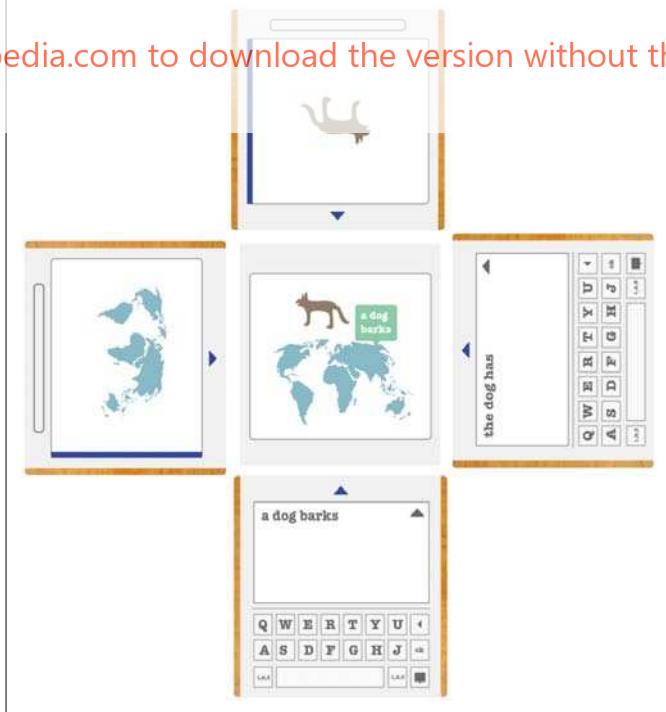 pedia.com to download the version without th
a dog
barks
the dog has
Q W E R T Y U
A S D F G H J
a dog barks
Q W E R T Y U
A S D F G H J